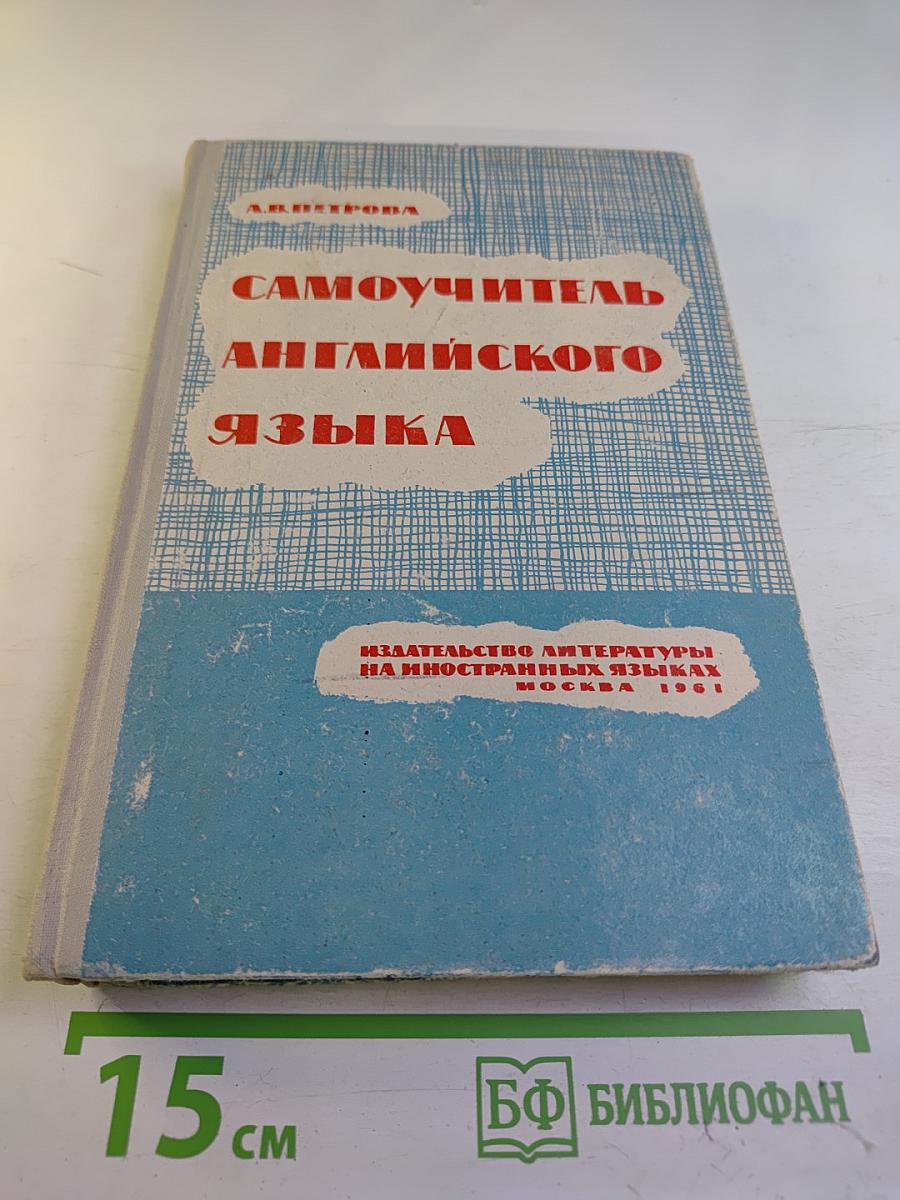 А.В.ПЕТРОВА
САМОУЧИТЕЛЬ
АНГЛИЙСКОГО
ЯЗЫКА
ИЗДАТЕЛЬСТВО ЛИТЕРАТУРЫ
НА ИНОСТРАННЫХ ЯЗЫКАХ
МОСКВА 1961
15 см
БФ БИБЛИОФАН